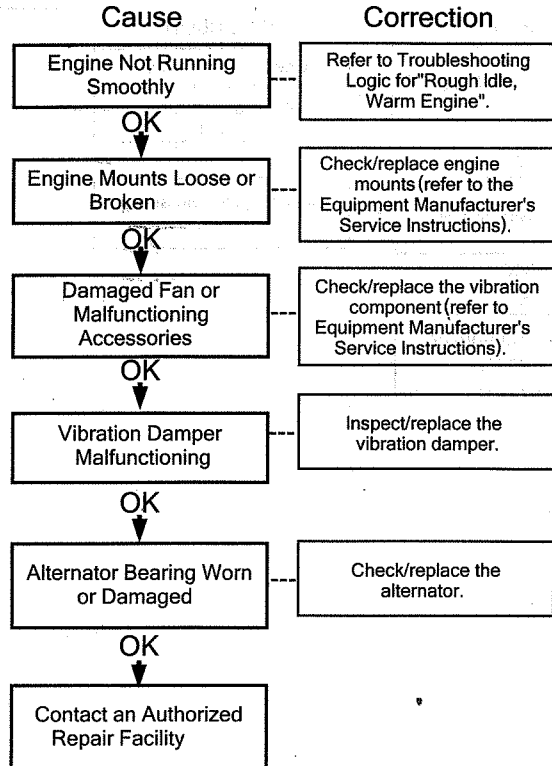 Cause
Correction
Engine Not Running
Smoothly
Refer to Troubleshooting
Logic for"Rough Idle,
Warm Engine".
OK
Engine Mounts Loose or
Broken
Check/replace engine
mounts (refer to the
Equipment Manufacturer's
Service Instructions).
OK
Damaged Fan or
Malfunctioning
Accessories
Check/replace the vibration
component (refer to
Equipment Manufacturer's
Service Instructions).
OK
Vibration Damper
Malfunctioning
Inspect/replace the
vibration damper.
OK
Alternator Bearing Worn
or Damaged
Check/replace the
alternator.
OK
Contact an Authorized
Repair Facility